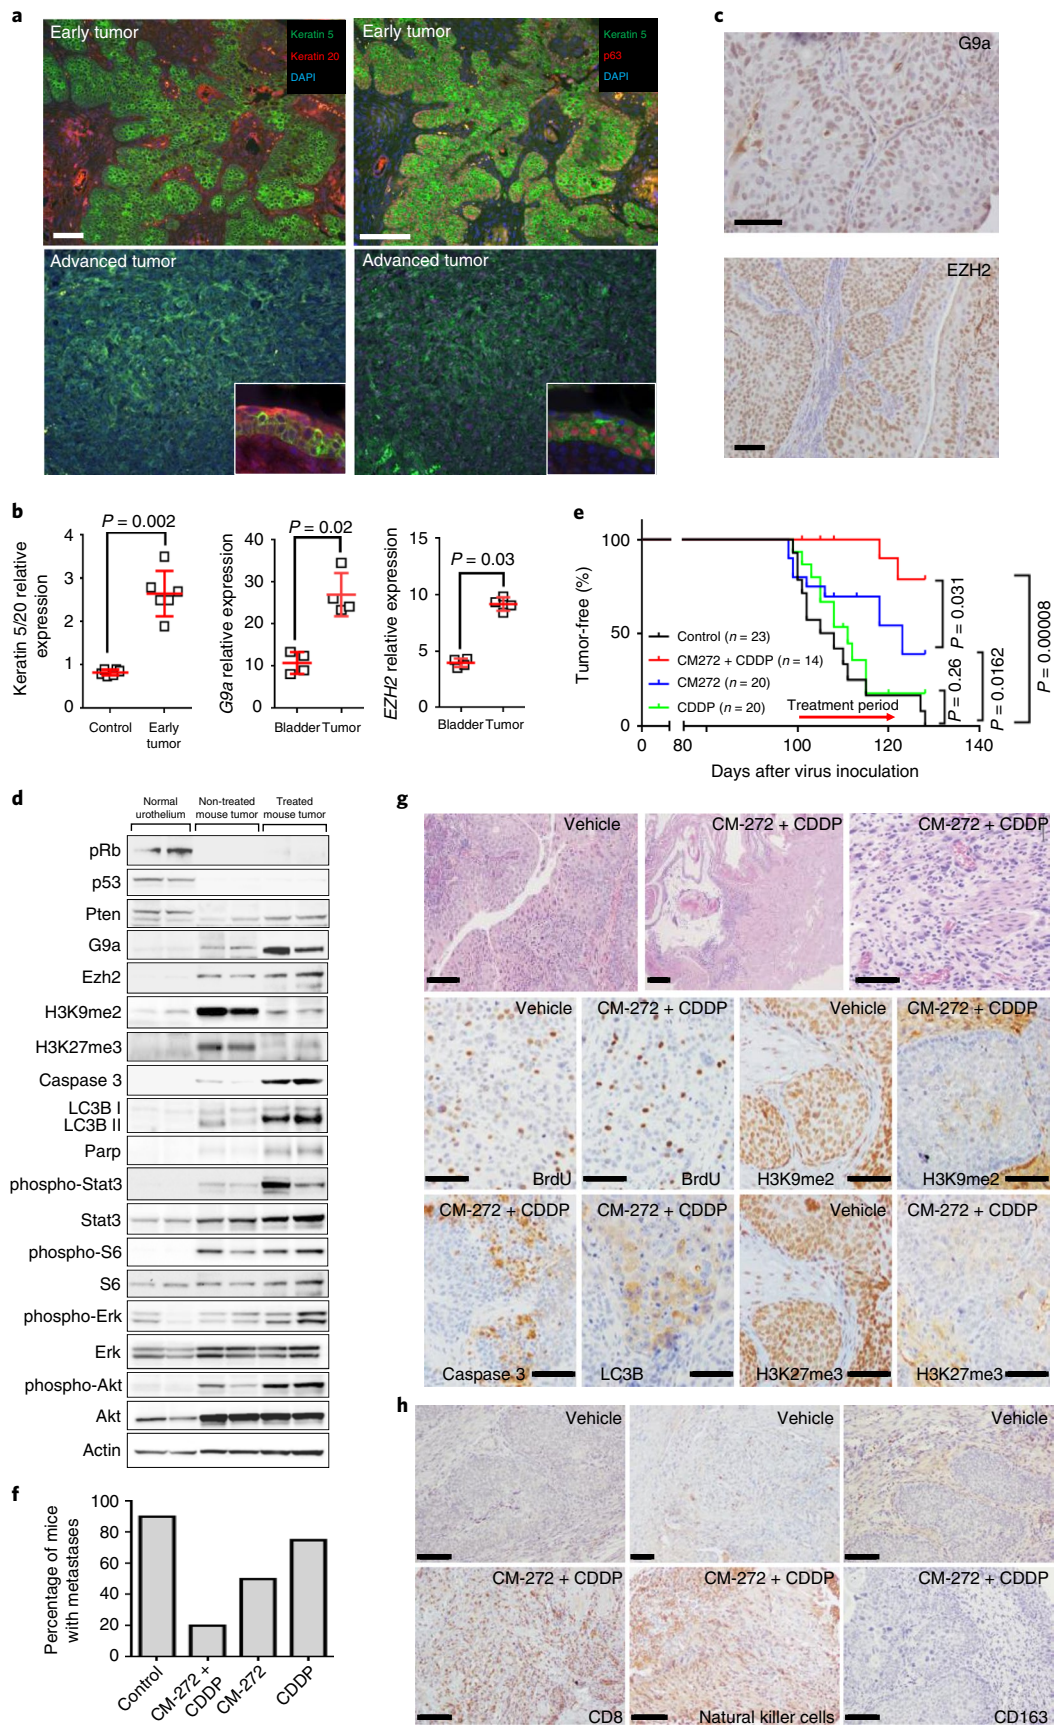 a
Early tumor
Keratin 5
Keratin 20
DAPI
Early tumor
Keratin 5
p63
DAPI
Advanced tumor
Advanced tumor
c
G9a
EZH2
b
Keratin 5/20 relative
expression
4
3
2
1
0
P = 0.002
Control
Early
tumor
G9a relative expression
40
30
20
10
0
P = 0.02
Bladder
Tumor
EZH2 relative expression
15
10
5
0
P = 0.03
Bladder
Tumor
e
Tumor-free (%)
100
50
0
Control (n = 23)
CM272 + CDDP (n = 14)
CM272 (n = 20)
CDDP (n = 20)
Treatment period
P = 0.031
P = 0.26
P = 0.0162
P = 0.00008
0
80
100
120
140
Days after virus inoculation
d
Normal
urothelium
Non-treated
mouse tumor
Treated
mouse tumor
pRb
p53
Pten
G9a
Ezh2
H3K9me2
H3K27me3
Caspase 3
LC3B I
LC3B II
Parp
phospho-Stat3
Stat3
phospho-S6
S6
phospho-Erk
Erk
phospho-Akt
Akt
Actin
f
Percentage of mice
with metastases
100
80
60
40
20
0
Control
CM-272 +
CDDP
CM-272
CDDP
g
Vehicle
CM-272 + CDDP
CM-272 + CDDP
Vehicle
BrdU
CM-272 + CDDP
BrdU
Vehicle
H3K9me2
CM-272 + CDDP
H3K9me2
CM-272 + CDDP
Caspase 3
CM-272 + CDDP
LC3B
Vehicle
H3K27me3
CM-272 + CDDP
H3K27me3
h
Vehicle
Vehicle
Vehicle
CM-272 + CDDP
CD8
CM-272 + CDDP
Natural killer cells
CM-272 + CDDP
CD163